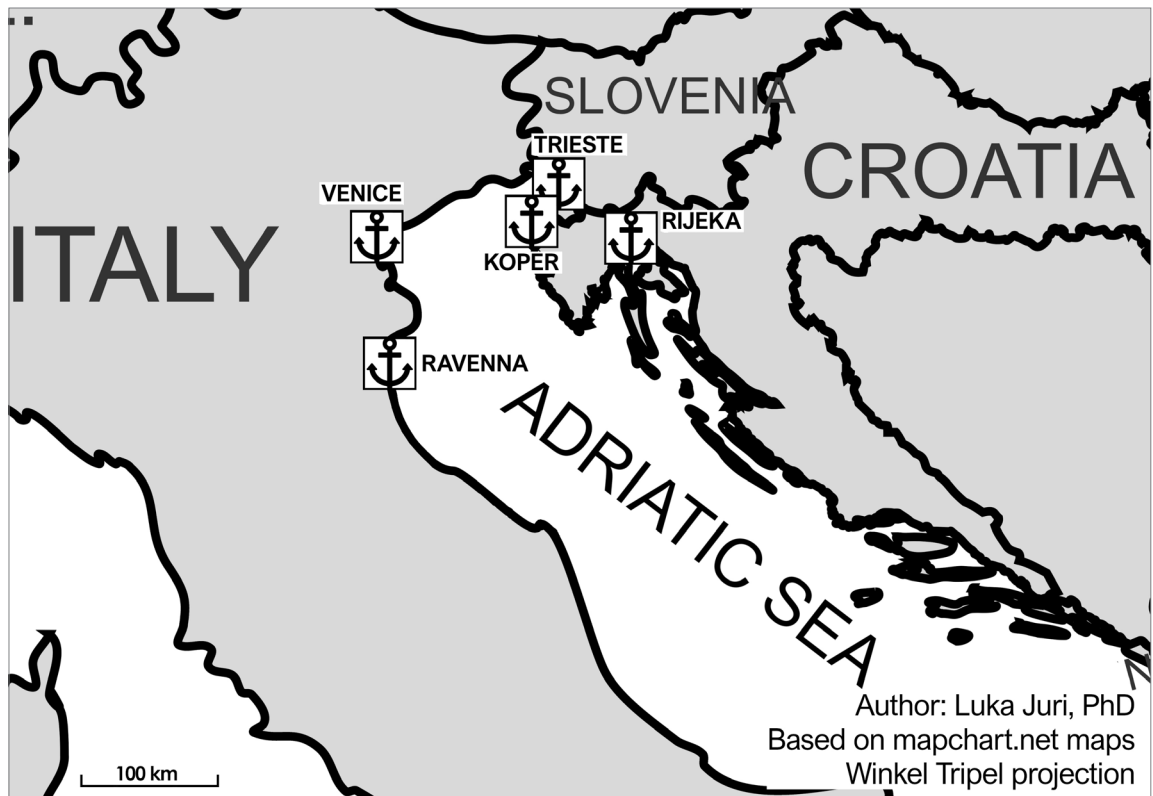 ..
SLOVENIA
TRIESTE
CROATIA
VENICE
RIJEKA
ITALY
KOPER
RAVENNA
ADRIATIC SEA
Author: Luka Juri, PhD
Based on mapchart.net maps
100 km
Winkel Tripel projection